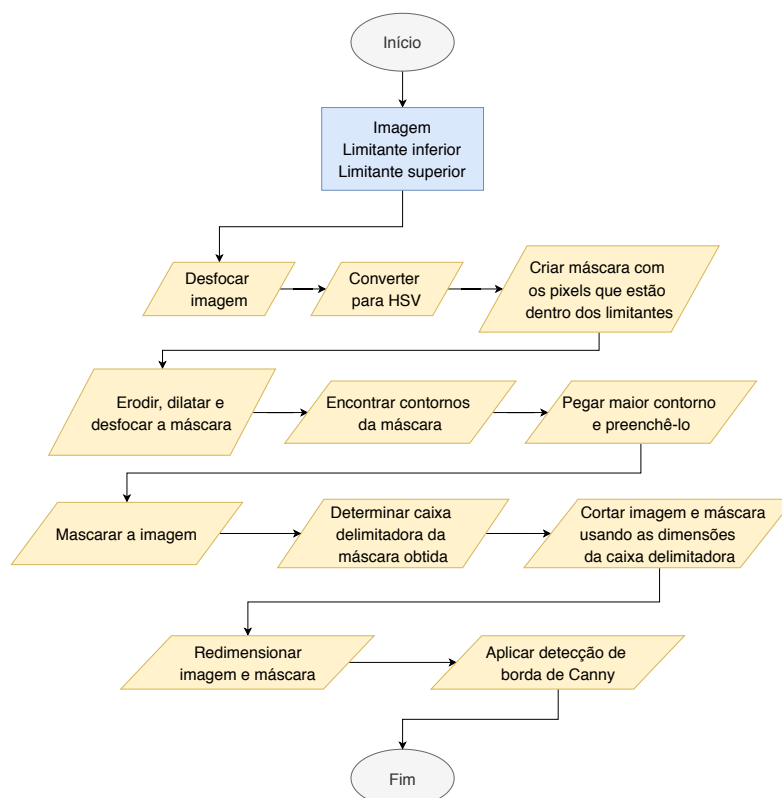 Início
Imagem
Limitante inferior
Limitante superior
Desfocar
imagem
Converter
para HSV
Criar máscara com
os pixels que estão
dentro dos limitantes
Erodir, dilatar e
desfocar a máscara
Encontrar contornos
da máscara
Pegar maior contorno
e preenchê-lo
Mascarar a imagem
Determinar caixa
delimitadora da
máscara obtida
Cortar imagem e máscara
usando as dimensões
da caixa delimitadora
Redimensionar
imagem e máscara
Aplicar detecção de
borda de Canny
Fim